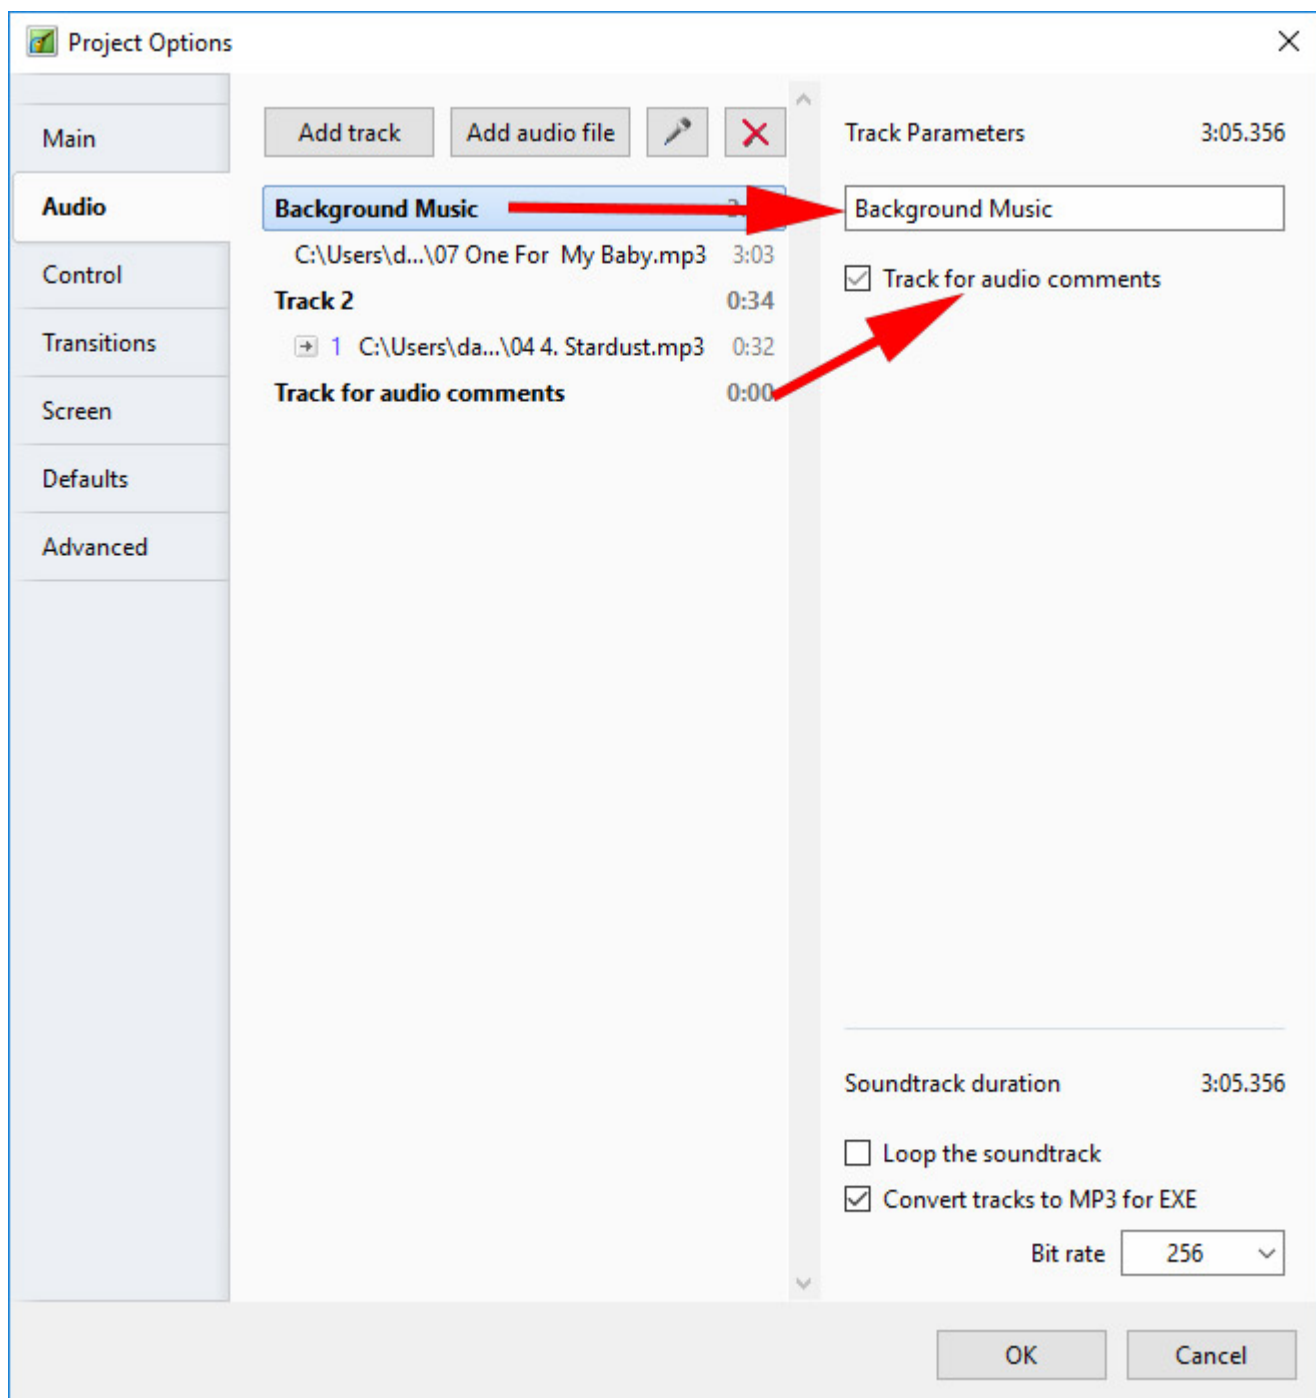 Project Options
Main
Audio
Control
Transitions
Screen
Defaults
Advanced
Add track Add audio file
Background Music
C:\Users\d...\07 One For  My Baby.mp3 3:03
Track 2 0:34
1 C:\Users\da...\04 4. Stardust.mp3 0:32
Track for audio comments 0:00
Track Parameters 3:05.356
Background Music
Track for audio comments
Soundtrack duration 3:05.356
Loop the soundtrack
Convert tracks to MP3 for EXE
Bit rate 256
OK Cancel